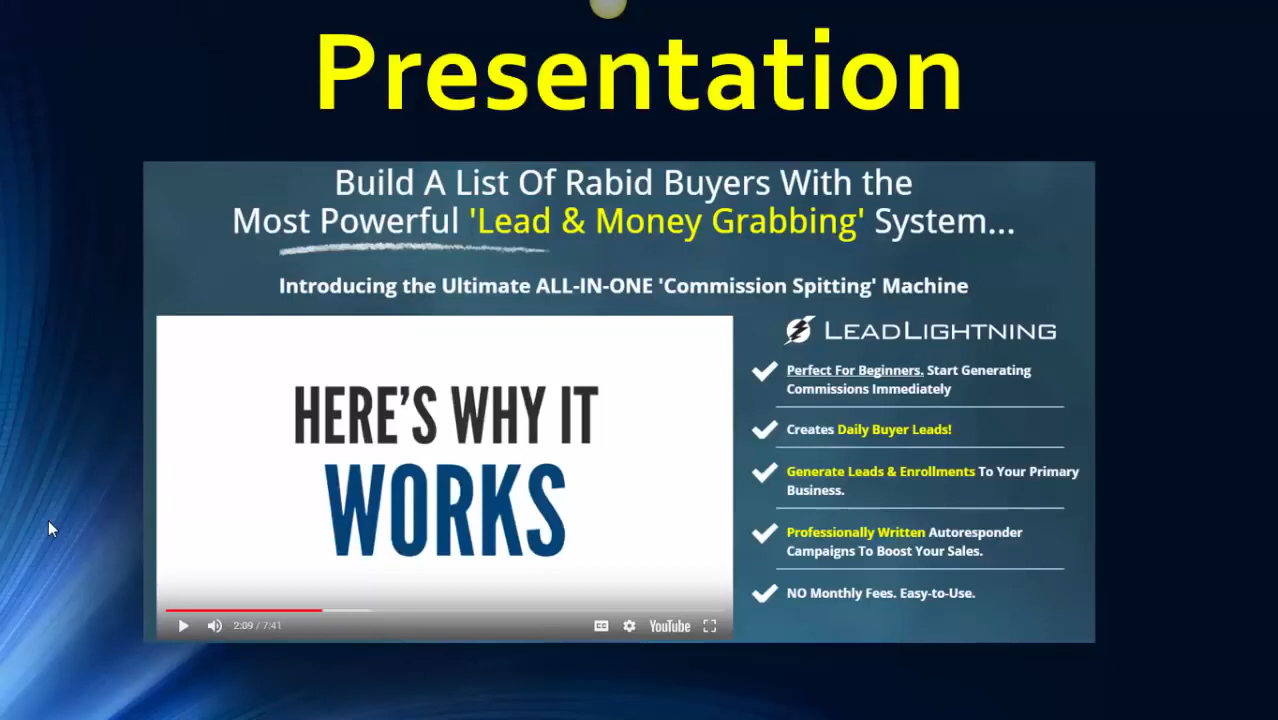 Presentation
Build A List Of Rabid Buyers With the
Most Powerful 'Lead & Money Grabbing' System...
Introducing the Ultimate ALL-IN-ONE 'Commission Spitting' Machine
HERE'S WHY IT
WORKS
2:09 / 7:41
CC
YouTube
LEADLIGHTNING
Perfect For Beginners. Start Generating
Commissions Immediately
Creates Daily Buyer Leads!
Generate Leads & Enrollments To Your Primary
Business.
Professionally Written Autoresponder
Campaigns To Boost Your Sales.
NO Monthly Fees. Easy-to-Use.